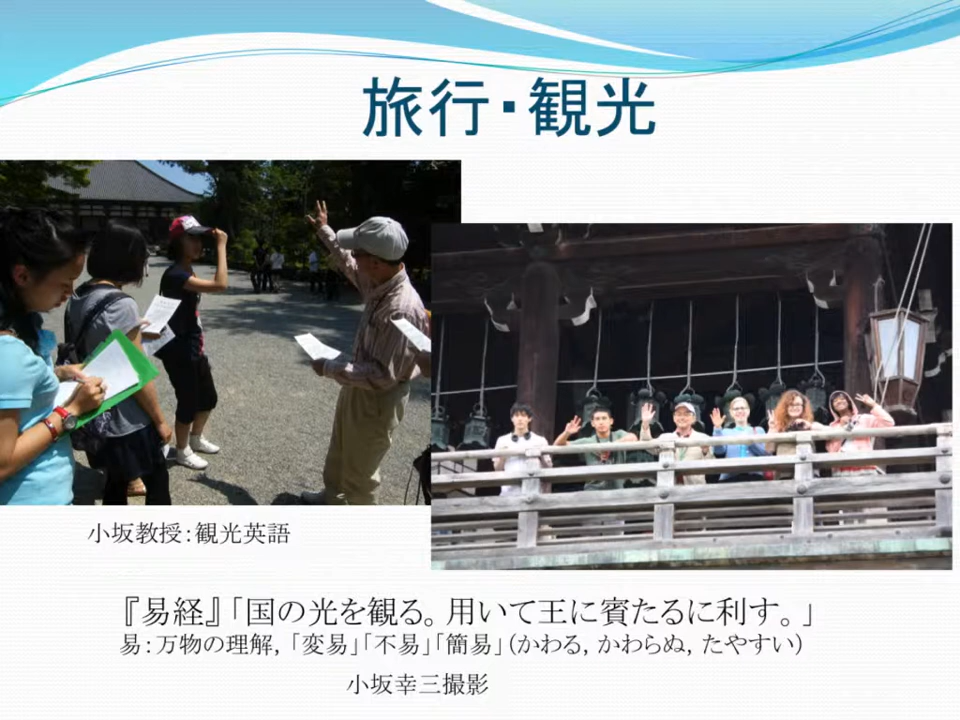 旅行・観光
小坂教授：観光英語
『易経』「国の光を観る。用いて王に賓たるに利す。」
易：万物の理解，「変易」「不易」「簡易」（かわる，かわらぬ，たやすい）
小坂幸三撮影